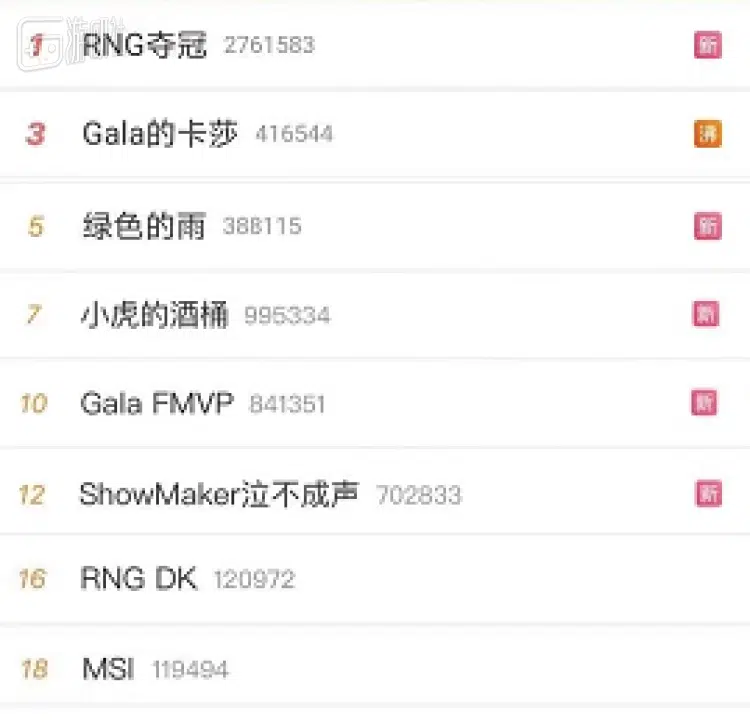 1 RNG夺冠 2761583 新
3 Gala的卡莎 416544 沸
5 绿色的雨 388115 新
7 小虎的酒桶 995334 新
10 Gala FMVP 841351 新
12 ShowMaker泣不成声 702833 新
16 RNG DK 120972
18 MSI 119494